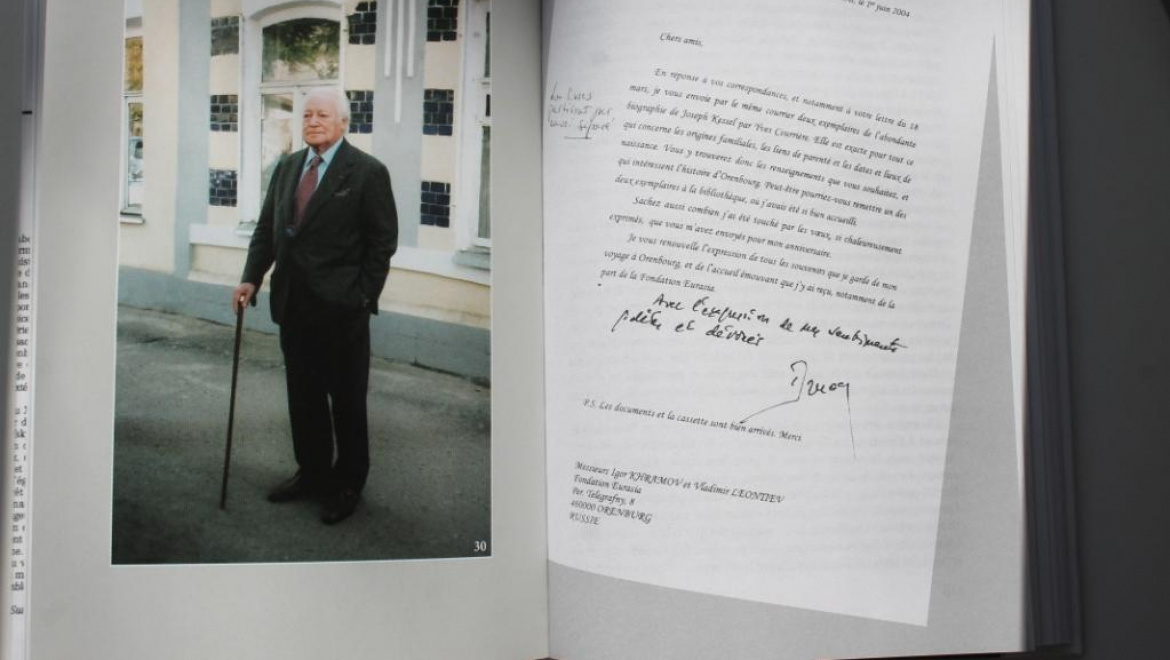 le 1er juin 2004
Chers amis,
En réponse à vos correspondances, et notamment à votre lettre du 18
mars, je vous envoie par le même courrier deux exemplaires de l'abondante
biographie de Joseph Kessel par Yves Courrière. Elle est exacte pour tout ce
qui concerne les origines familiales, les liens de parenté et les dates et lieux de
naissance. Vous y trouverez donc les renseignements que vous souhaitez, et
qui intéressent l'histoire d'Orenbourg. Peut-être pourriez-vous remettre un des
deux exemplaires à la bibliothèque, où j'avais été si bien accueilli.
Sachez aussi combien j'ai été touché par les vœux, si chaleureusement
exprimés, que vous m'avez envoyés pour mon anniversaire.
Je vous renouvelle l'expression de tous les souvenirs que je garde de mon
voyage à Orenbourg, et de l'accueil émouvant que j'y ai reçu, notamment de la
part de la Fondation Eurasia.
Avec l'expression de mes sentiments
fidèles et dévoués
P.S. Les documents et la cassette sont bien arrivés. Merci
Messieurs Igor KHRAMOV et Vladimir LEONTIEV
Fondation Eurasia
Per. Telegrafny, 8
460000 ORENBURG
RUSSIE
30